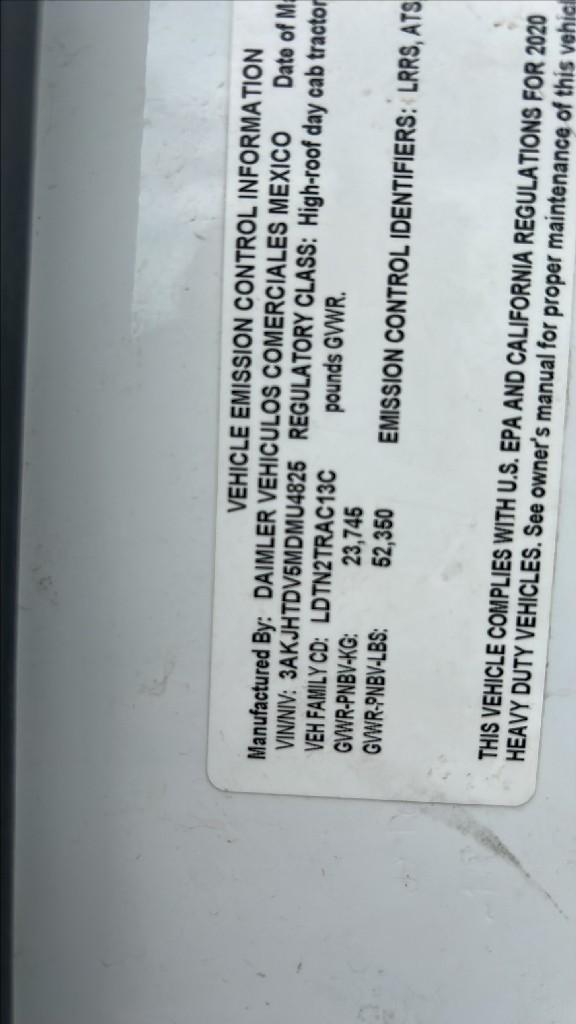 VEHICLE EMISSION CONTROL INFORMATION
Manufactured By: DAIMLER VEHICULOS COMERCIALES MEXICO Date of
VIN/NIV: 3AKJHTDV5MDMU4825 REGULATORY CLASS: High-roof day cab tractor
VEH FAMILY CD: LDTN2TRAC13C pounds GVWR.
GVWR-PNBV-KG: 23,745
GVWR-PNBV-LBS: 52,350 EMISSION CONTROL IDENTIFIERS: LRRS, ATS
THIS VEHICLE COMPLIES WITH U.S. EPA AND CALIFORNIA REGULATIONS FOR 2020
HEAVY DUTY VEHICLES. See owner's manual for proper maintenance of this